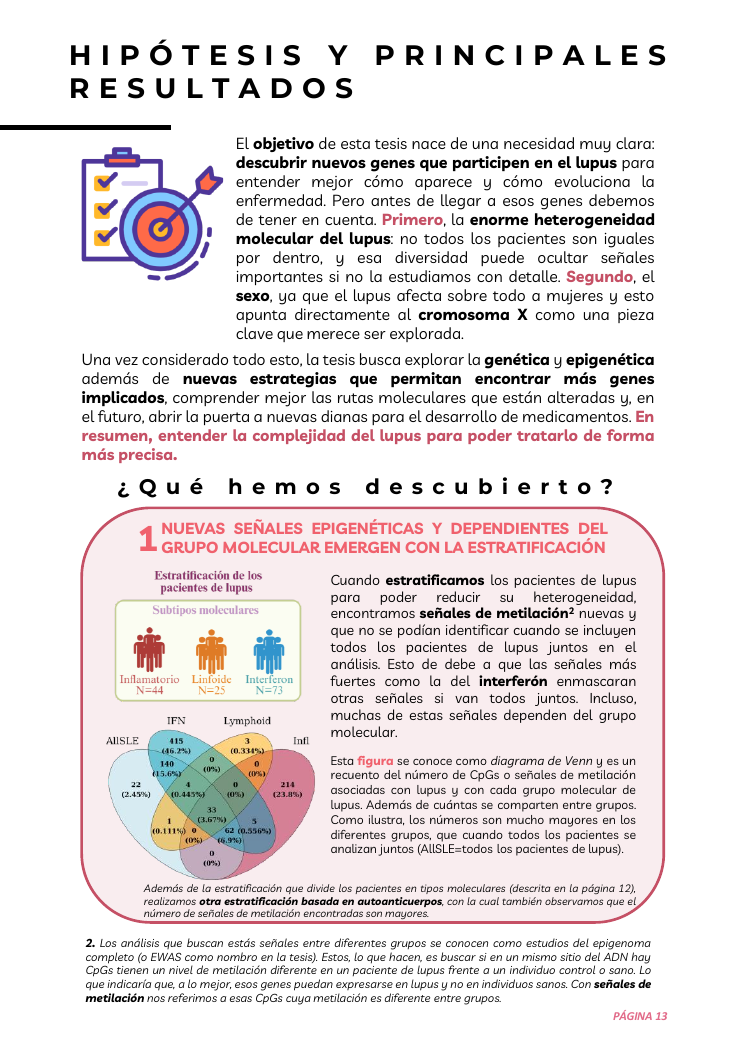 HIPÓTESIS Y PRINCIPALES
RESULTADOS
El objetivo de esta tesis nace de una necesidad muy clara:
descubrir nuevos genes que participen en el lupus para
entender mejor cómo aparece y cómo evoluciona la
enfermedad. Pero antes de llegar a esos genes debemos
de tener en cuenta. Primero, la enorme heterogeneidad
molecular del lupus: no todos los pacientes son iguales
por dentro, y esa diversidad puede ocultar señales
importantes si no la estudiamos con detalle. Segundo, el
sexo, ya que el lupus afecta sobre todo a mujeres y esto
apunta directamente al cromosoma X como una pieza
clave que merece ser explorada.
Una vez considerado todo esto, la tesis busca explorar la genética y epigenética
además de nuevas estrategias que permitan encontrar más genes
implicados, comprender mejor las rutas moleculares que están alteradas y, en
el futuro, abrir la puerta a nuevas dianas para el desarrollo de medicamentos. En
resumen, entender la complejidad del lupus para poder tratarlo de forma
más precisa.
¿Qué hemos descubierto?
1 NUEVAS SEÑALES EPIGENÉTICAS Y DEPENDIENTES DEL
GRUPO MOLECULAR EMERGEN CON LA ESTRATIFICACIÓN
Estratificación de los
pacientes de lupus
Subtipos moleculares
Inflamatorio Linfoide Interferon
N=44 N=25 N=73
Cuando estratificamos los pacientes de lupus
para poder reducir su heterogeneidad,
encontramos señales de metilación² nuevas y
que no se podían identificar cuando se incluyen
todos los pacientes de lupus juntos en el
análisis. Esto de debe a que las señales más
fuertes como la del interferón enmascaran
otras señales si van todos juntos. Incluso,
muchas de estas señales dependen del grupo
molecular.
IFN Lymphoid
AllSLE Infl
415 3
(46.2%) (0.334%)
140 0 0
(15.6%) (0%) (0%)
22 4 0 214
(2.45%) (0.445%) (0%) (23.8%)
33
(3.67%)
1 0 62 5
(0.111%) (0%) (6.9%) (0.556%)
0
(0%)
Esta figura se conoce como diagrama de Venn y es un
recuento del número de CpGs o señales de metilación
asociadas con lupus y con cada grupo molecular de
lupus. Además de cuántas se comparten entre grupos.
Como ilustra, los números son mucho mayores en los
diferentes grupos, que cuando todos los pacientes se
analizan juntos (AllSLE=todos los pacientes de lupus).
Además de la estratificación que divide los pacientes en tipos moleculares (descrita en la página 12),
realizamos otra estratificación basada en autoanticuerpos, con la cual también observamos que el
número de señales de metilación encontradas son mayores.
2. Los análisis que buscan estás señales entre diferentes grupos se conocen como estudios del epigenoma
completo (o EWAS como nombro en la tesis). Estos, lo que hacen, es buscar si en un mismo sitio del ADN hay
CpGs tienen un nivel de metilación diferente en un paciente de lupus frente a un individuo control o sano. Lo
que indicaría que, a lo mejor, esos genes puedan expresarse en lupus y no en individuos sanos. Con señales de
metilación nos referimos a esas CpGs cuya metilación es diferente entre grupos.
PÁGINA 13